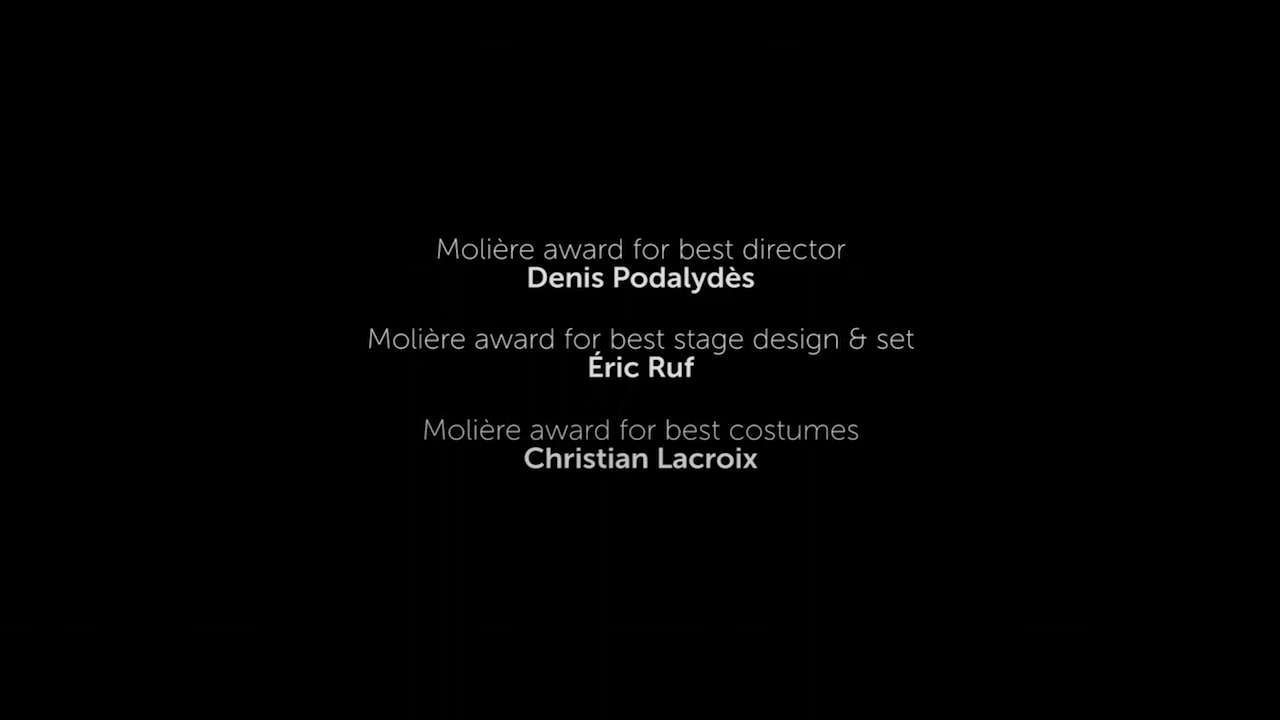 Molière award for best director
Denis Podalydès
Molière award for best stage design & set
Éric Ruf
Molière award for best costumes
Christian Lacroix